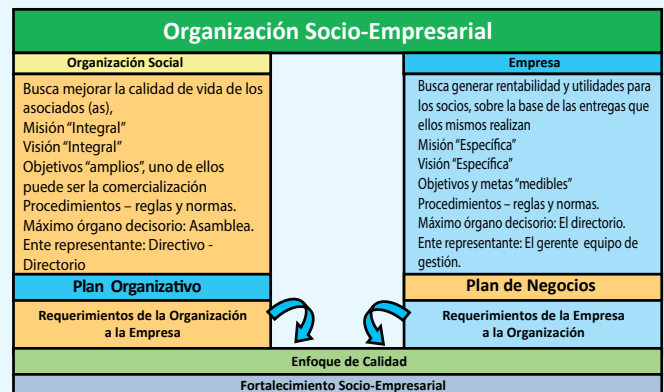 Organización Socio-Empresarial
Organización Social
Busca mejorar la calidad de vida de los
asociados (as),
Misión “Integral”
Visión “Integral”
Objetivos “amplios”, uno de ellos
puede ser la comercialización
Procedimientos – reglas y normas.
Máximo órgano decisorio: Asamblea.
Ente representante: Directivo -
Directorio
Plan Organizativo
Requerimientos de la Organización
a la Empresa
Empresa
Busca generar rentabilidad y utilidades para
los socios, sobre la base de las entregas que
ellos mismos realizan
Misión “Específica”
Visión “Específica”
Objetivos y metas “medibles”
Procedimientos – reglas y normas.
Máximo órgano decisorio: El directorio.
Ente representante: El gerente equipo de
gestión.
Plan de Negocios
Requerimientos de la Empresa
a la Organización
Enfoque de Calidad
Fortalecimiento Socio-Empresarial